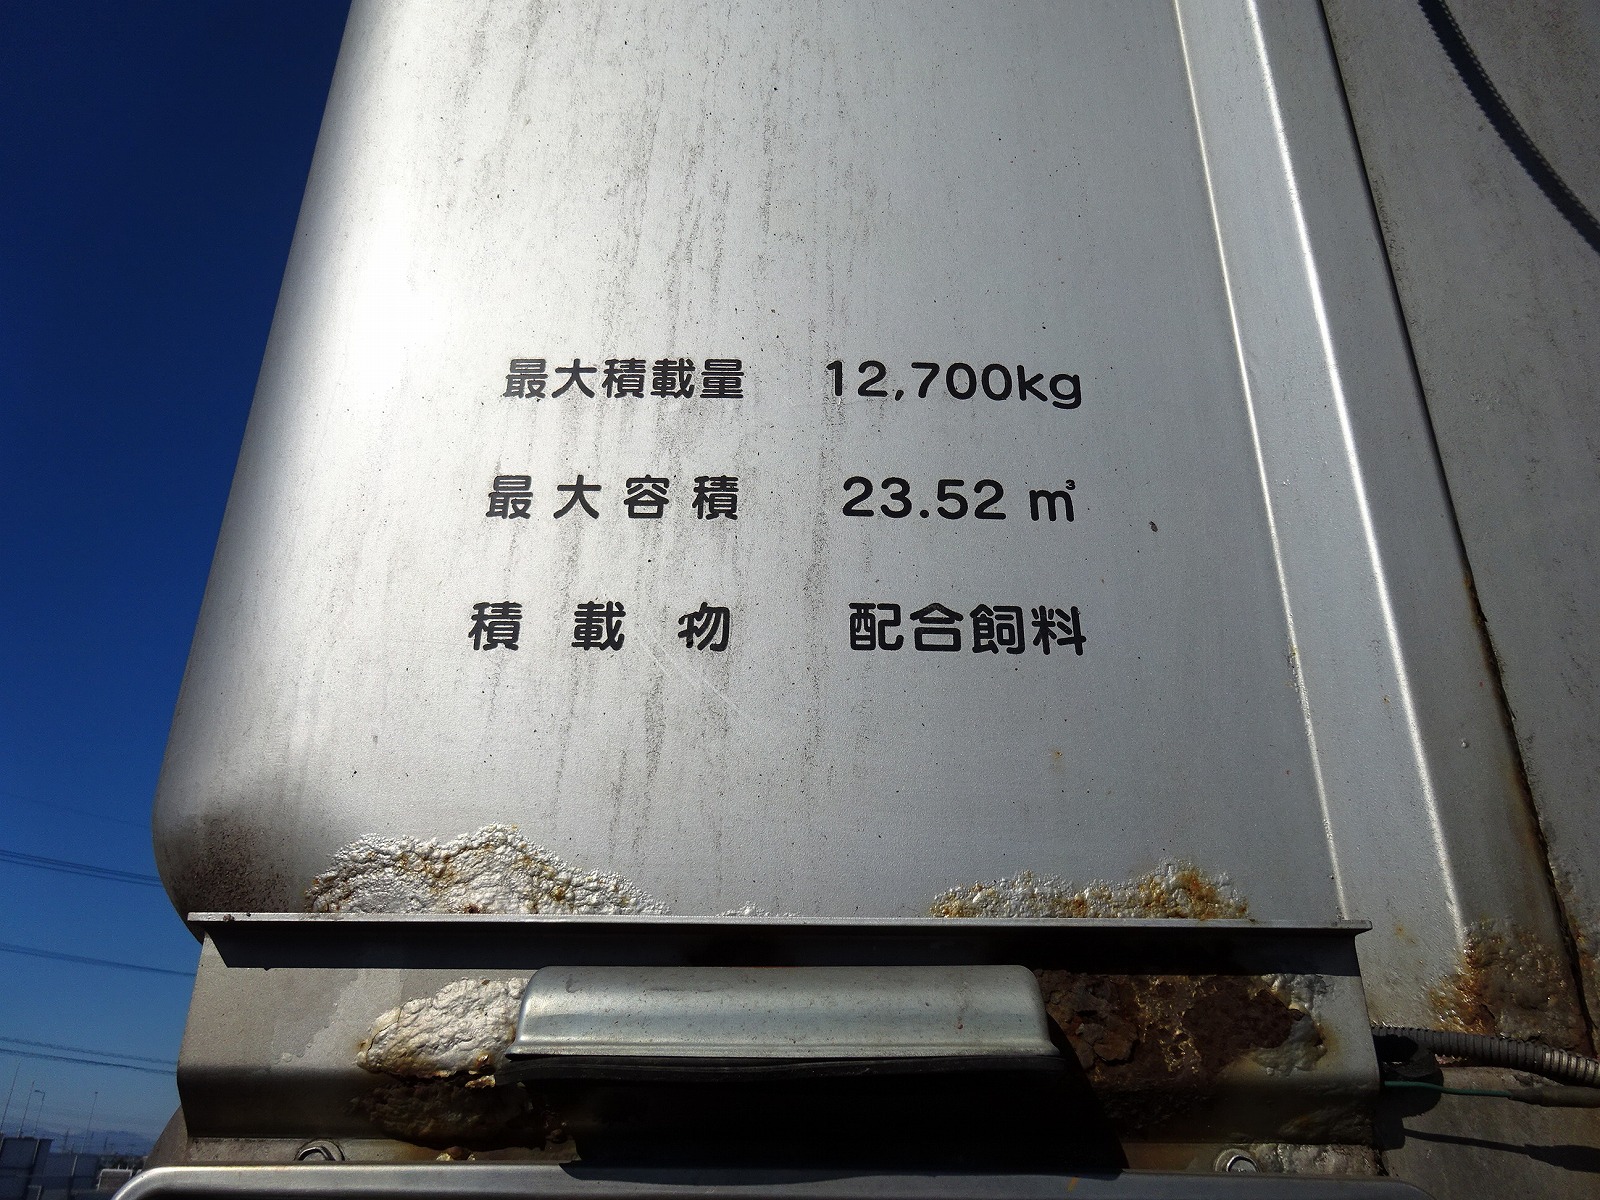 最大積載量 12,700kg
最大容積 23.52 m³
積載物 配合飼料